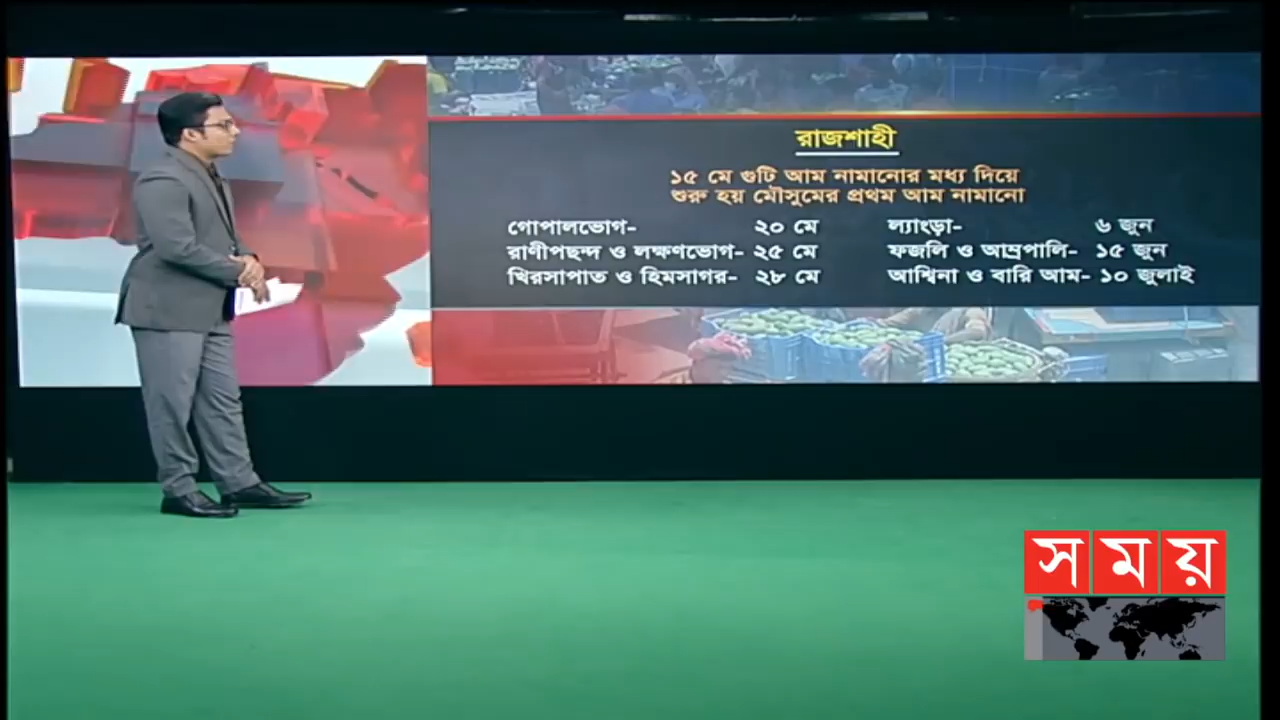 রাজশাহী
১৫ মে গুটি আম নামানোর মধ্য দিয়ে
শুরু হয় মৌসুমের প্রথম আম নামানো
গোপালভোগ- ২০ মে ল্যাংড়া- ৬ জুন
রাণীপছন্দ ও লক্ষণভোগ- ২৫ মে ফজলি ও আম্রপালি- ১৫ জুন
খিরসাপাত ও হিমসাগর- ২৮ মে আশ্বিনা ও বারি আম- ১০ জুলাই
সময়